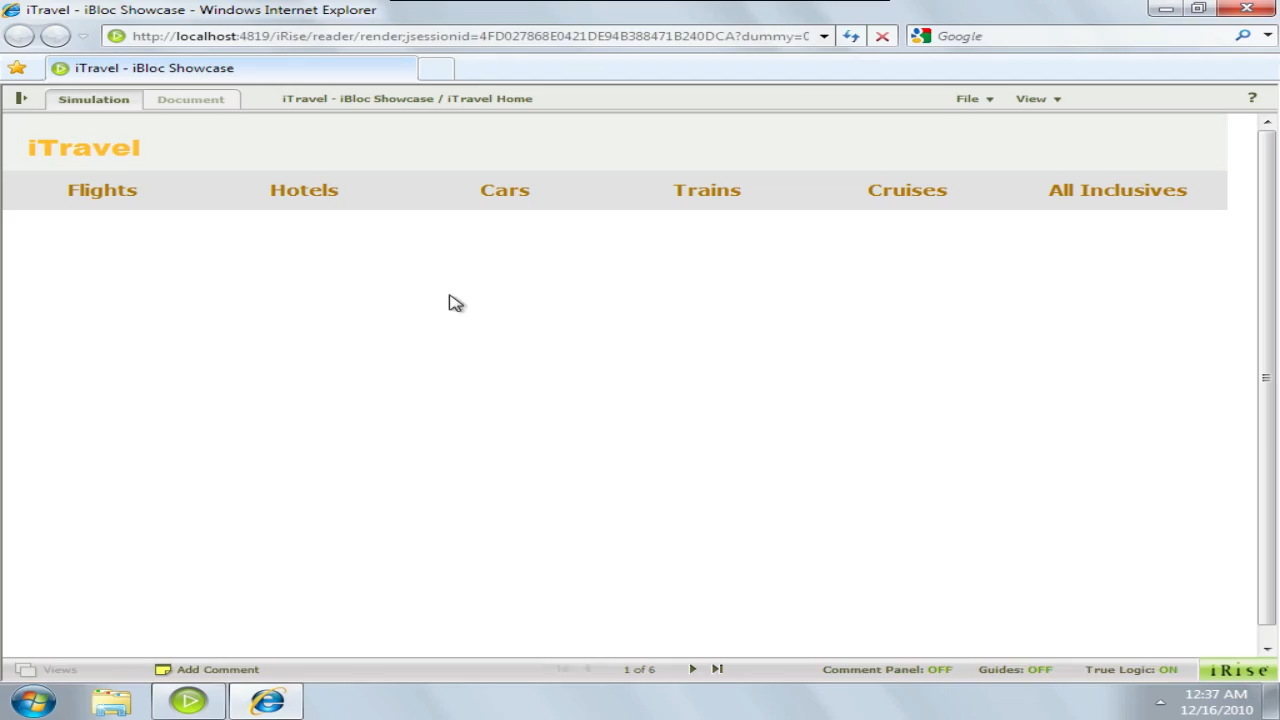 iTravel - iBloc Showcase - Windows Internet Explorer
http://localhost:4819/iRise/reader/render;jsessionid=4FD027868E0421DE94B388471B240DCA?dummy=0
Google
iTravel - iBloc Showcase
Simulation Document iTravel - iBloc Showcase / iTravel Home File View ?
iTravel
Flights Hotels Cars Trains Cruises All Inclusives
Views Add Comment 1 of 6 Comment Panel: OFF Guides: OFF True Logic: ON iRise
12:37 AM
12/16/2010